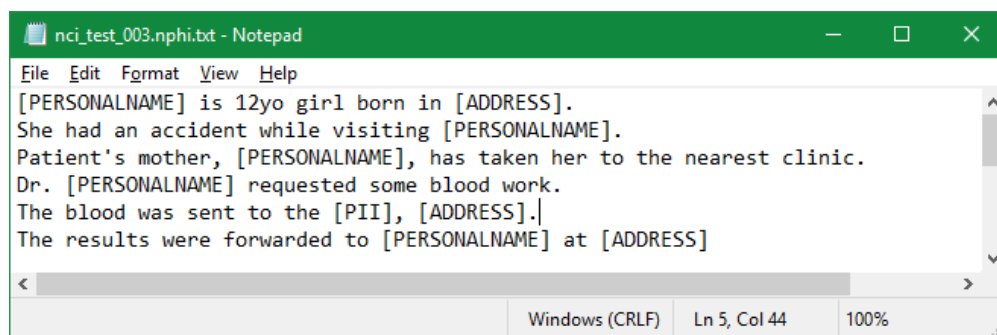 nci_test_003.nphi.txt - Notepad
File Edit Format View Help
[PERSONALNAME] is 12yo girl born in [ADDRESS].
She had an accident while visiting [PERSONALNAME].
Patient's mother, [PERSONALNAME], has taken her to the nearest clinic.
Dr. [PERSONALNAME] requested some blood work.
The blood was sent to the [PII], [ADDRESS].
The results were forwarded to [PERSONALNAME] at [ADDRESS]
Windows (CRLF) Ln 5, Col 44 100%